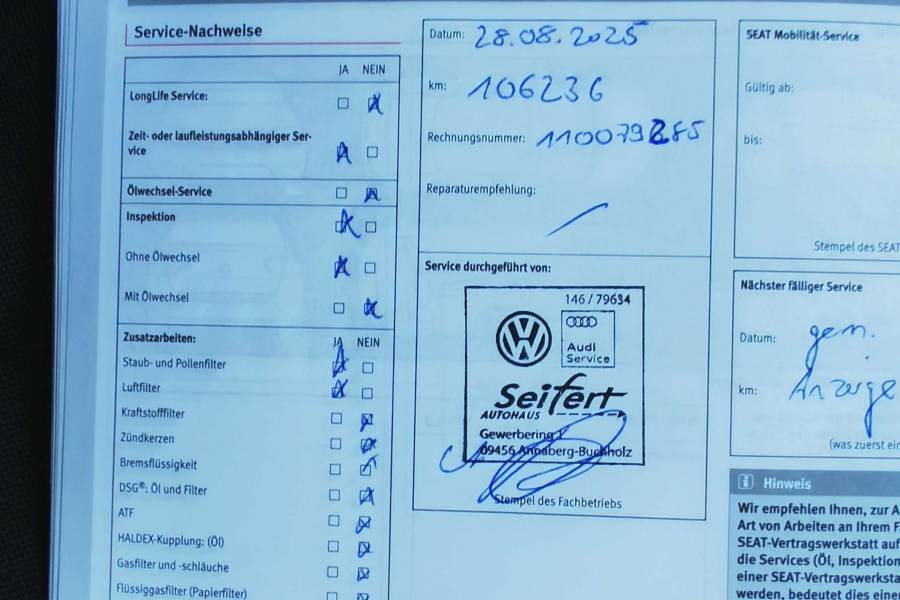 Service-Nachweise
JA NEIN
LongLife Service:
Zeit- oder laufleistungsabhängiger Ser-
vice
Ölwechsel-Service
Inspektion
Ohne Ölwechsel
Mit Ölwechsel
Zusatzarbeiten:
JA NEIN
Staub- und Pollenfilter
Luftfilter
Kraftstofffilter
Zündkerzen
Bremsflüssigkeit
DSG®: Öl und Filter
ATF
HALDEX-Kupplung: (Öl)
Gasfilter und -schläuche
Flüssiggasfilter (Papierfilter)
Datum: 28.08.2025
km: 106236
Rechnungsnummer: 110079285
Reparaturempfehlung:
Service durchgeführt von:
146/79634
Audi
Service
Seifert
AUTOHAUS
Gewerbering 1
09456 Annaberg-Buchholz
Stempel des Fachbetriebs
SEAT Mobilität-Service
Gültig ab:
bis:
Stempel des SEAT
Nächster fälliger Service
Datum: gem.
km: Anzeige
(was zuerst ein
Hinweis
Wir empfehlen Ihnen, zur A
Art von Arbeiten an Ihrem F
SEAT-Vertragswerkstatt auf
die Services (Öl, Inspektion
einer SEAT-Vertragswerksta
werden, bedeutet dies eine